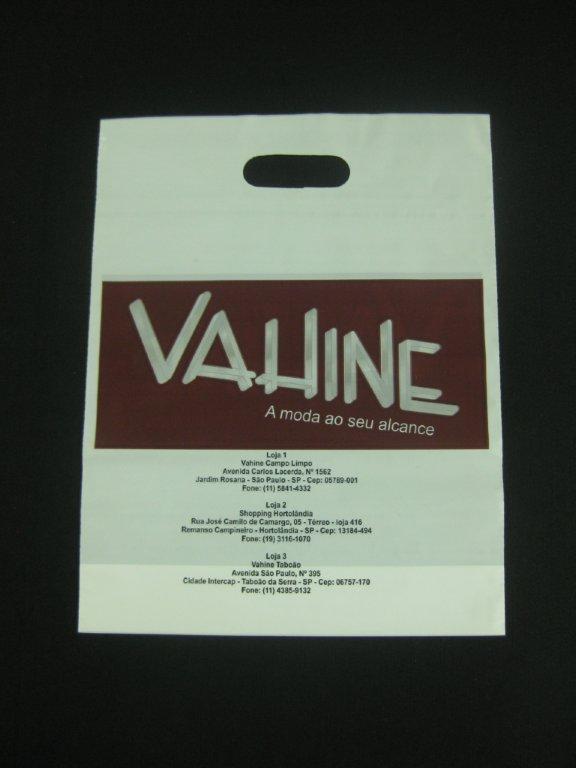 VAHINE
A moda ao seu alcance
Loja 1
Vahine Campo Limpo
Avenida Carlos Lacerda, Nº 1562
Jardim Rosana - São Paulo - SP - Cep: 05789-001
Fone: (11) 5841-4332
Loja 2
Shopping Hortolândia
Rua José Camilo de Camargo, 05 - Térreo - loja 416
Remanso Campineiro - Hortolândia - SP - Cep: 13184-494
Fone: (19) 3116-1070
Loja 3
Vahine Taboão
Avenida São Paulo, Nº 395
Cidade Intercap - Taboão da Serra - SP - Cep: 06757-170
Fone: (11) 4385-9132